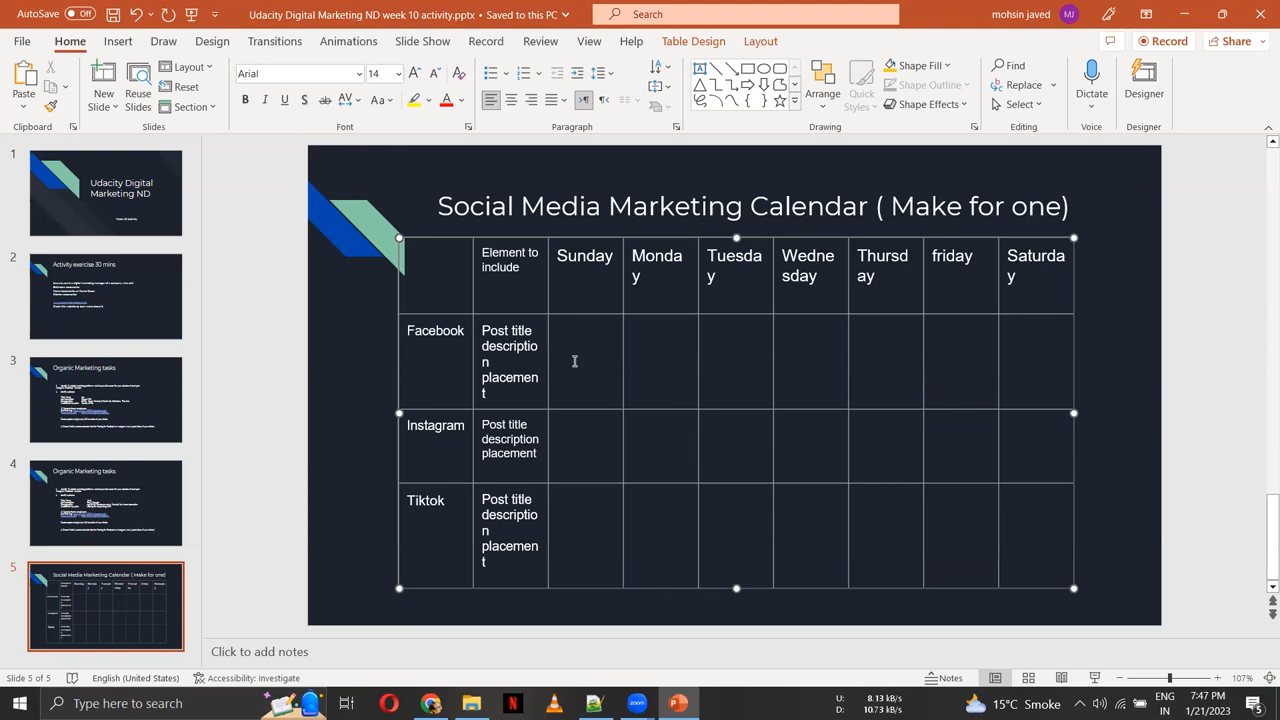 AutoSave Off Udacity Digital Marketing ND week 10 activity.pptx • Saved to this PC Search mohsin javed MJ
File Home Insert Draw Design Transitions Animations Slide Show Record Review View Help Table Design Layout Record Share
Paste New Slide Reuse Slides Layout Reset Section Arial 14 Shape Fill Shape Outline Shape Effects Arrange Quick Styles Find Replace Select Dictate Designer
Clipboard Slides Font Paragraph Drawing Editing Voice Designer
1
Udacity Digital
Marketing ND
2
Activity exercise 30 mins
3
Organic Marketing tasks
4
Organic Marketing tasks
5
Social Media Marketing Calendar ( Make for one)
Social Media Marketing Calendar ( Make for one)
Element to include Sunday Monda y Tuesda y Wedne sday Thursd ay friday Saturda y
Facebook Post title
descriptio
n
placemen
t
Instagram Post title
description
placement
Tiktok Post title
descriptio
n
placemen
t
Click to add notes
Slide 5 of 5 English (United States) Accessibility: Investigate Notes 107%
Type here to search zoom U: 8.13 kB/s 15°C Smoke ENG 7:47 PM
D: 10.73 kB/s IN 1/21/2023 5